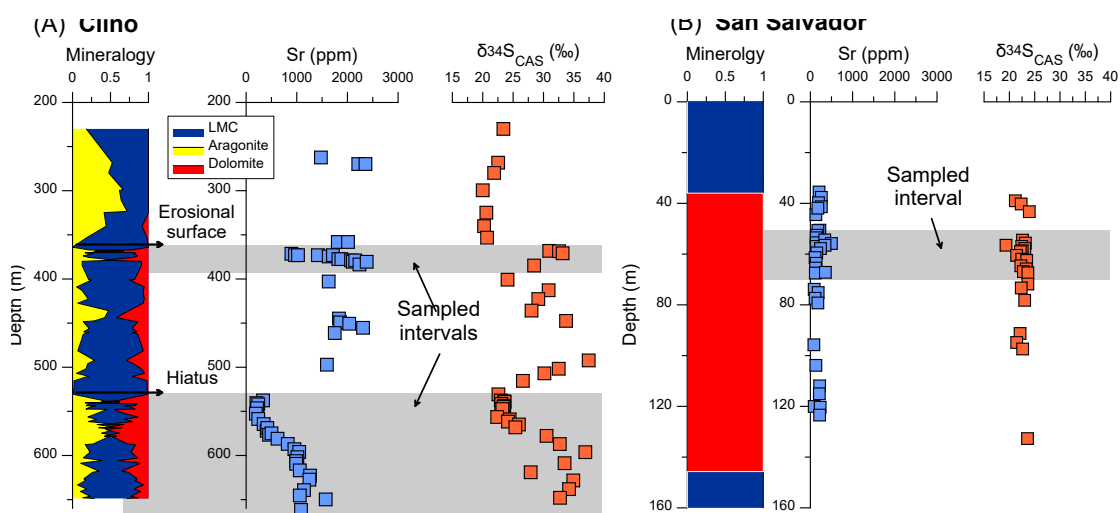 (A) Clino
Mineralogy
Sr (ppm)
δ³⁴S_CAS (‰)
0 0.5 1
0 1000 2000 3000
15 20 25 30 35 40
200
300
400
500
600
Depth (m)
LMC
Aragonite
Dolomite
Erosional
surface
Hiatus
Sampled
intervals
(B) San Salvador
Minerolgy
Sr (ppm)
δ³⁴S_CAS (‰)
0 0.5 1
0 1000 2000 3000
15 20 25 30 35 40
0
40
80
120
160
0
40
80
120
160
Depth (m)
Sampled
interval
200
300
400
500
600